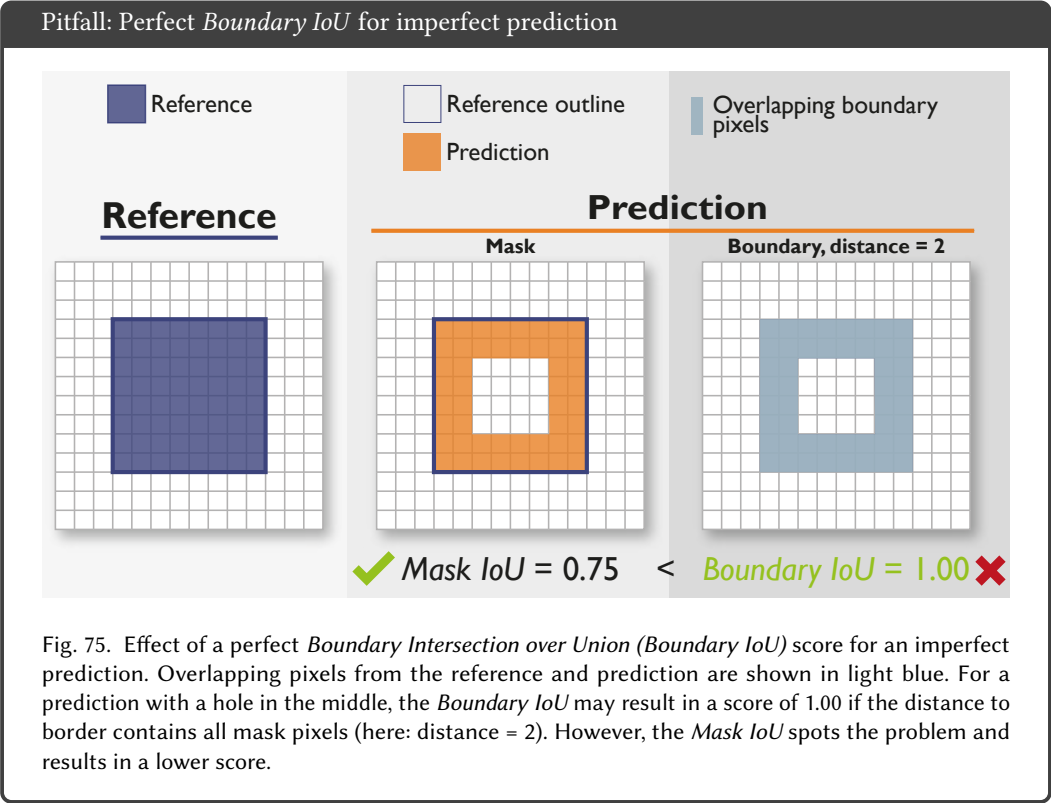 Pitfall: Perfect Boundary IoU for imperfect prediction
Reference
Reference outline
Prediction
Overlapping boundary
pixels
Reference
Prediction
Mask
Boundary, distance = 2
Mask IoU = 0.75 < Boundary IoU = 1.00
Fig. 75. Effect of a perfect Boundary Intersection over Union (Boundary IoU) score for an imperfect
prediction. Overlapping pixels from the reference and prediction are shown in light blue. For a
prediction with a hole in the middle, the Boundary IoU may result in a score of 1.00 if the distance to
border contains all mask pixels (here: distance = 2). However, the Mask IoU spots the problem and
results in a lower score.